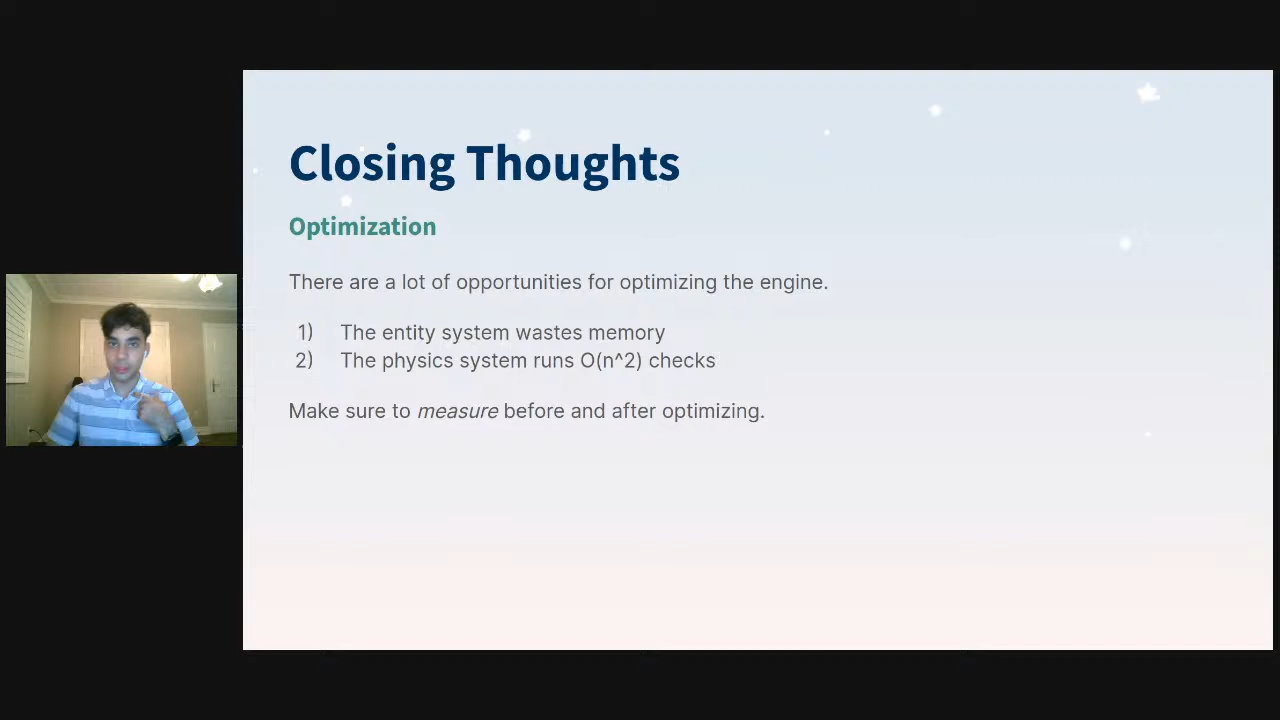 Closing Thoughts
Optimization
There are a lot of opportunities for optimizing the engine.
1) The entity system wastes memory
2) The physics system runs O(n^2) checks
Make sure to measure before and after optimizing.